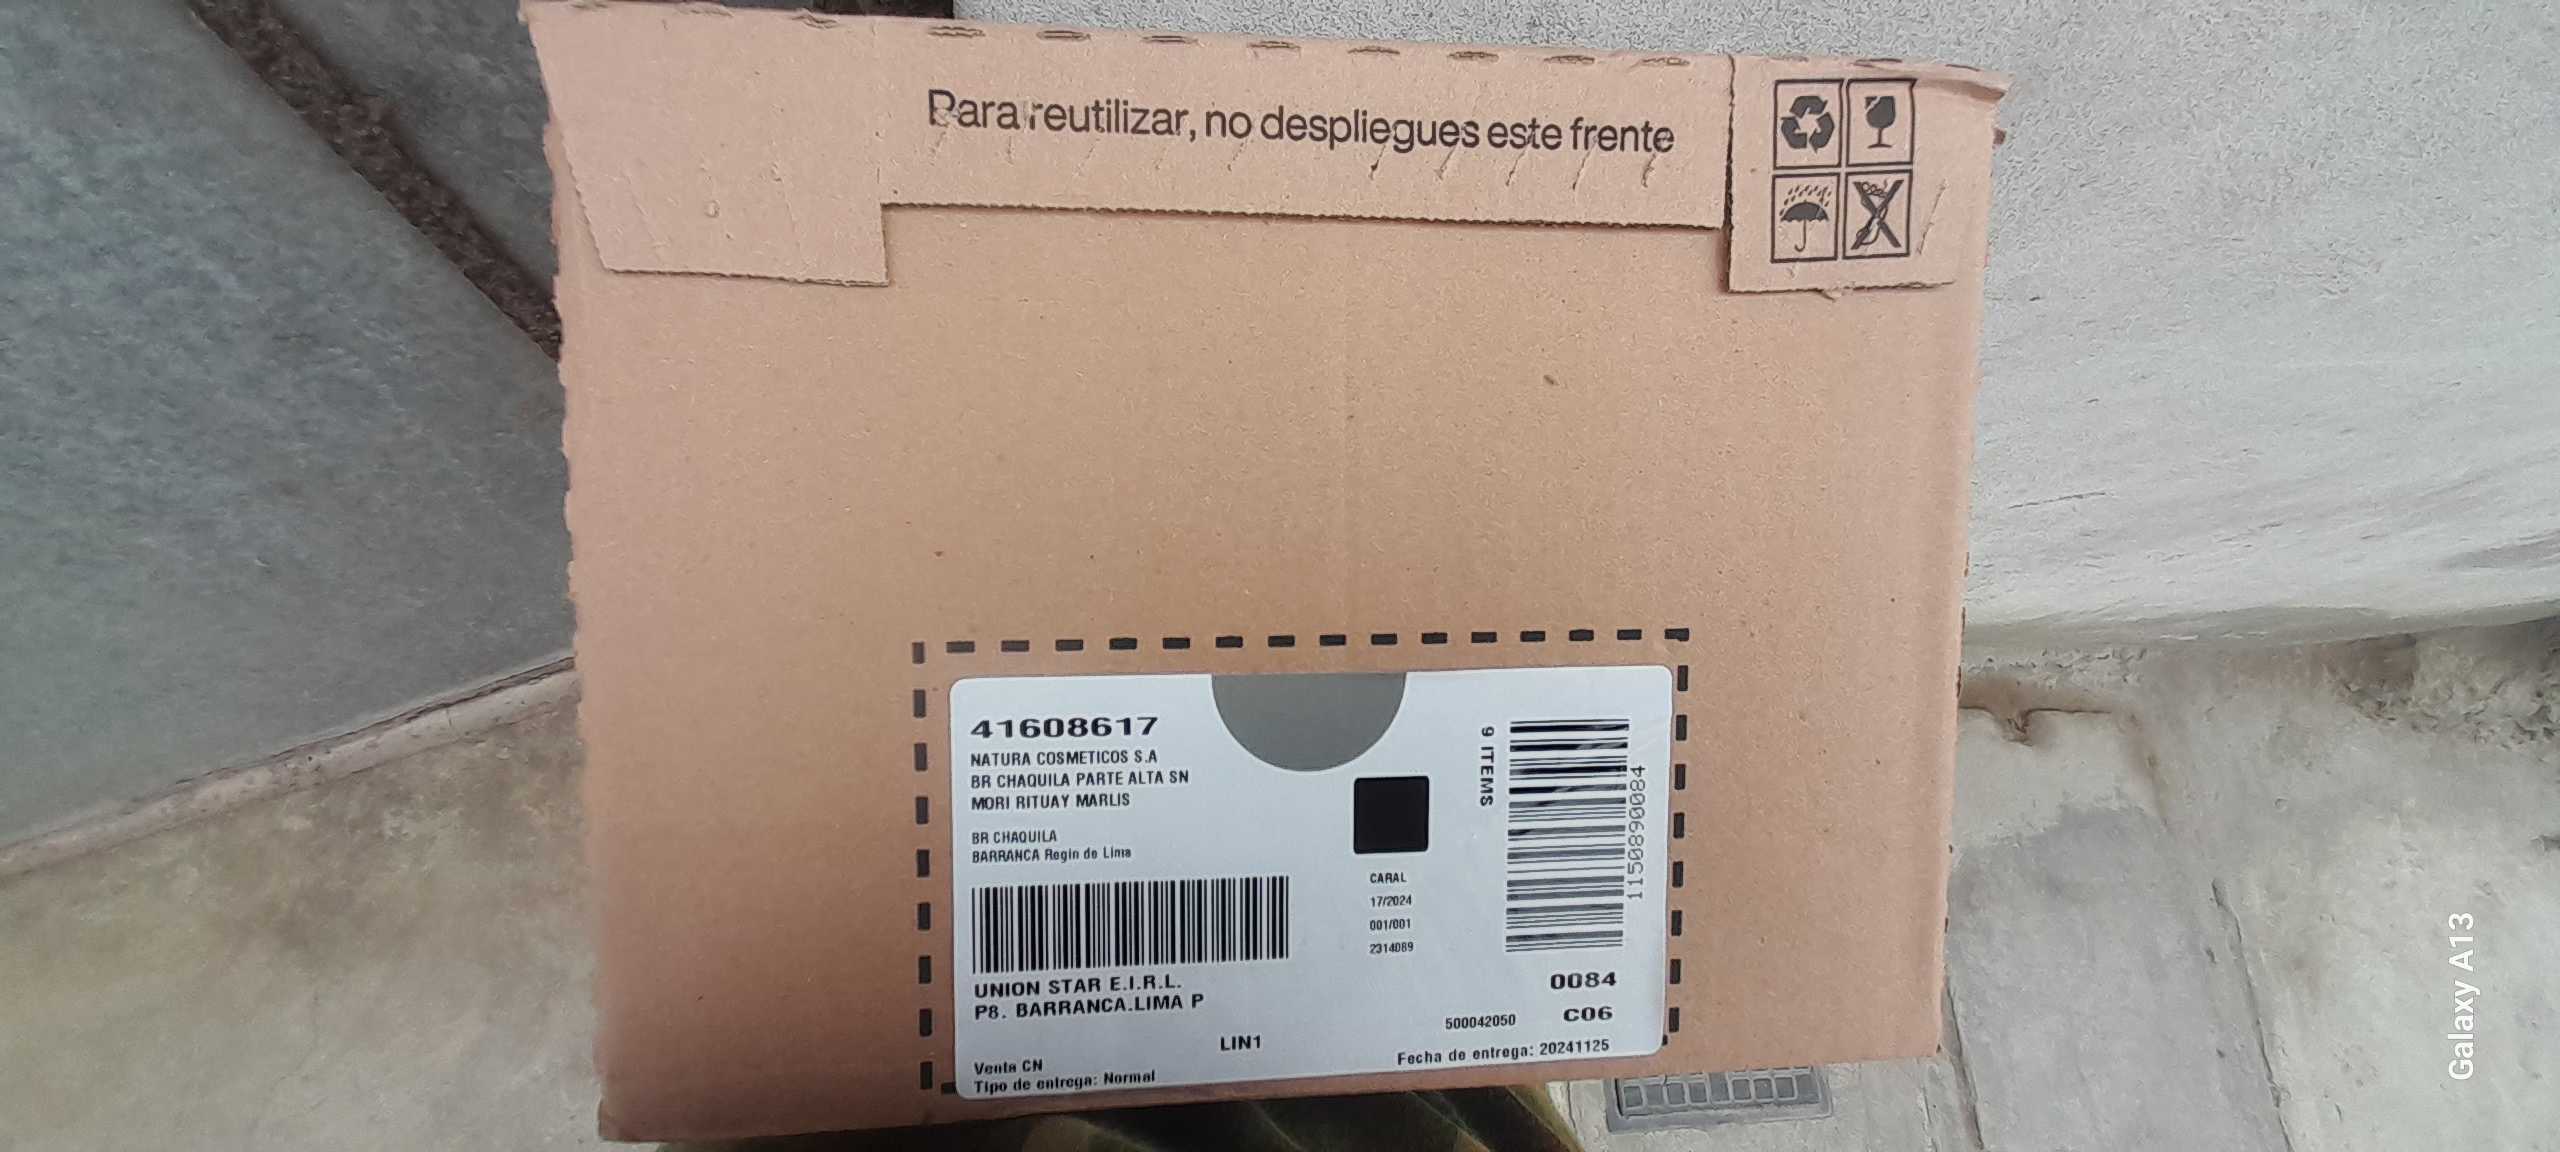 Para reutilizar, no despliegues este frente
41608617
NATURA COSMETICOS S.A
BR CHAQUILA PARTE ALTA SN
MORI RITUAY MARLIS
BR CHAQUILA
BARRANCA Regin de Lima
UNION STAR E.I.R.L.
P8. BARRANCA.LIMA P
LIN1
Venta CN
Tipo de entrega: Normal
CARAL
17/2024
001/001
2314089
9 ITEMS
1150890084
0084
500042050 C06
Fecha de entrega: 20241125
Galaxy A13